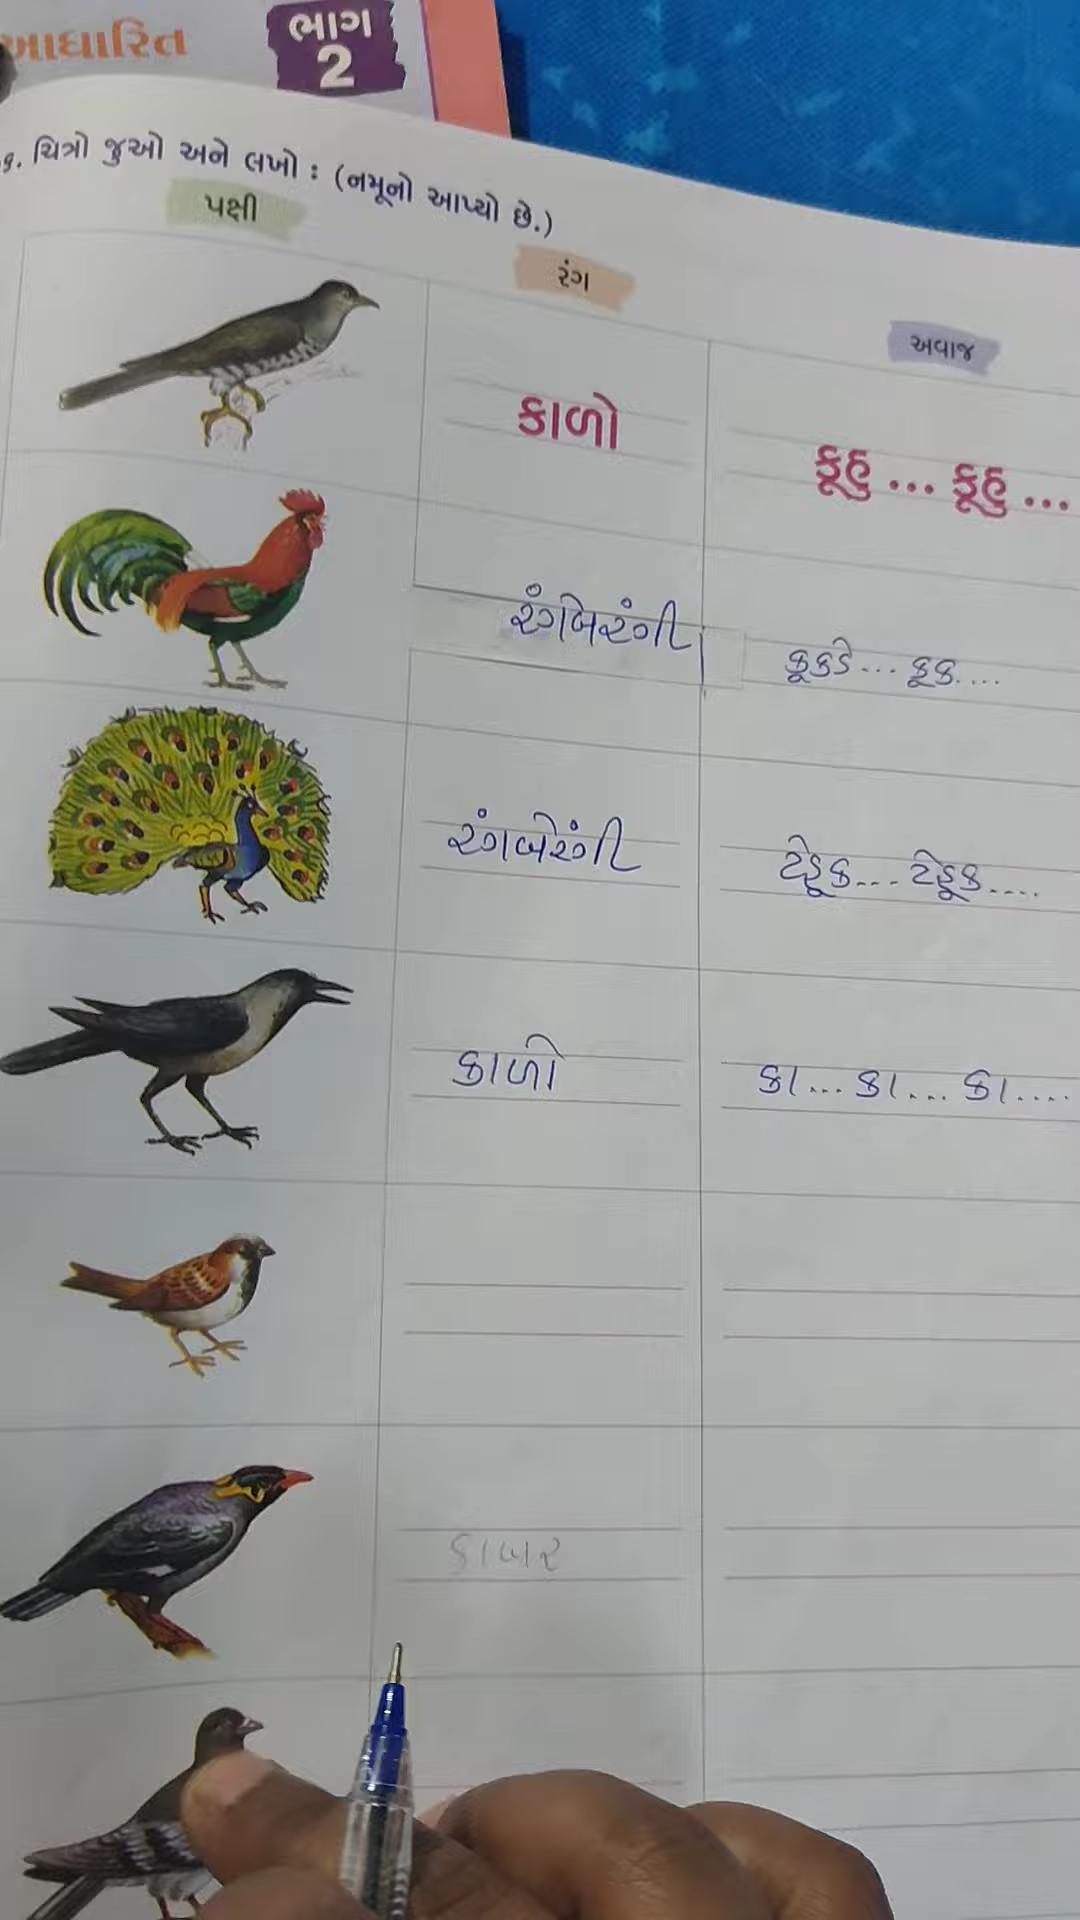 આધારિત
ભાગ
2
૭. ચિત્રો જુઓ અને લખો : (નમૂનો આપ્યો છે.)
પક્ષી
રંગ
અવાજ
કાળો
કૂહુ ... કૂહુ ...
રંગબેરંગી
કૂકડે... કૂક....
રંગબેરંગી
ટેહૂક... ટેહૂક....
કાળો
કા... કા... કા....
કાબર